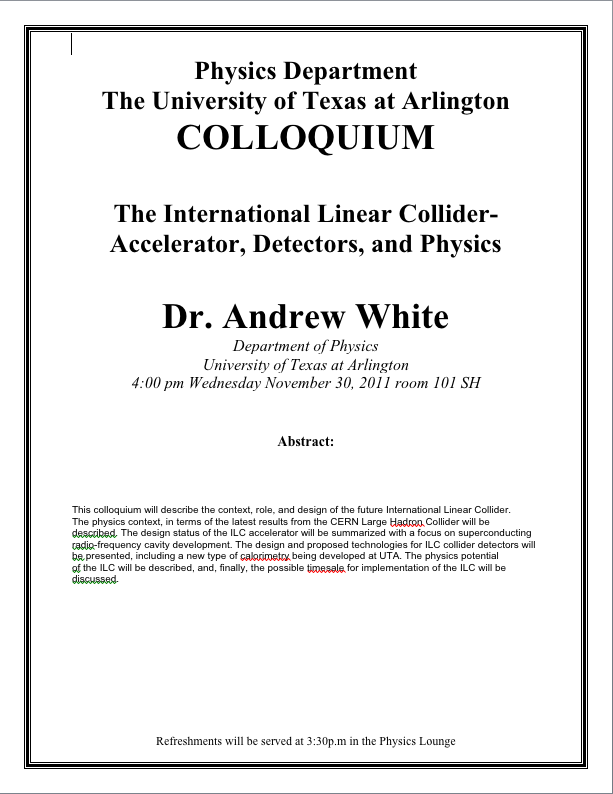 Physics Department
The University of Texas at Arlington
COLLOQUIUM
The International Linear Collider-
Accelerator, Detectors, and Physics
Dr. Andrew White
Department of Physics
University of Texas at Arlington
4:00 pm Wednesday November 30, 2011 room 101 SH
Abstract:
This colloquium will describe the context, role, and design of the future International Linear Collider.
The physics context, in terms of the latest results from the CERN Large Hadron Collider will be
described. The design status of the ILC accelerator will be summarized with a focus on superconducting
radio-frequency cavity development. The design and proposed technologies for ILC collider detectors will
be presented, including a new type of calorimetry being developed at UTA. The physics potential
of the ILC will be described, and, finally, the possible timesale for implementation of the ILC will be
discussed.
Refreshments will be served at 3:30p.m in the Physics Lounge